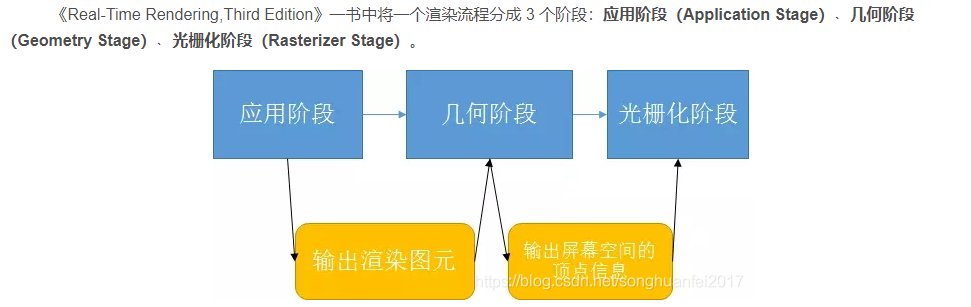 《Real-Time Rendering,Third Edition》一书中将一个渲染流程分成 3 个阶段：应用阶段（Application Stage）、几何阶段
（Geometry Stage）、光栅化阶段（Rasterizer Stage）。
应用阶段
几何阶段
光栅化阶段
输出渲染图元
输出屏幕空间的
顶点信息
https://blog.csdn.net/songhuanfei2017